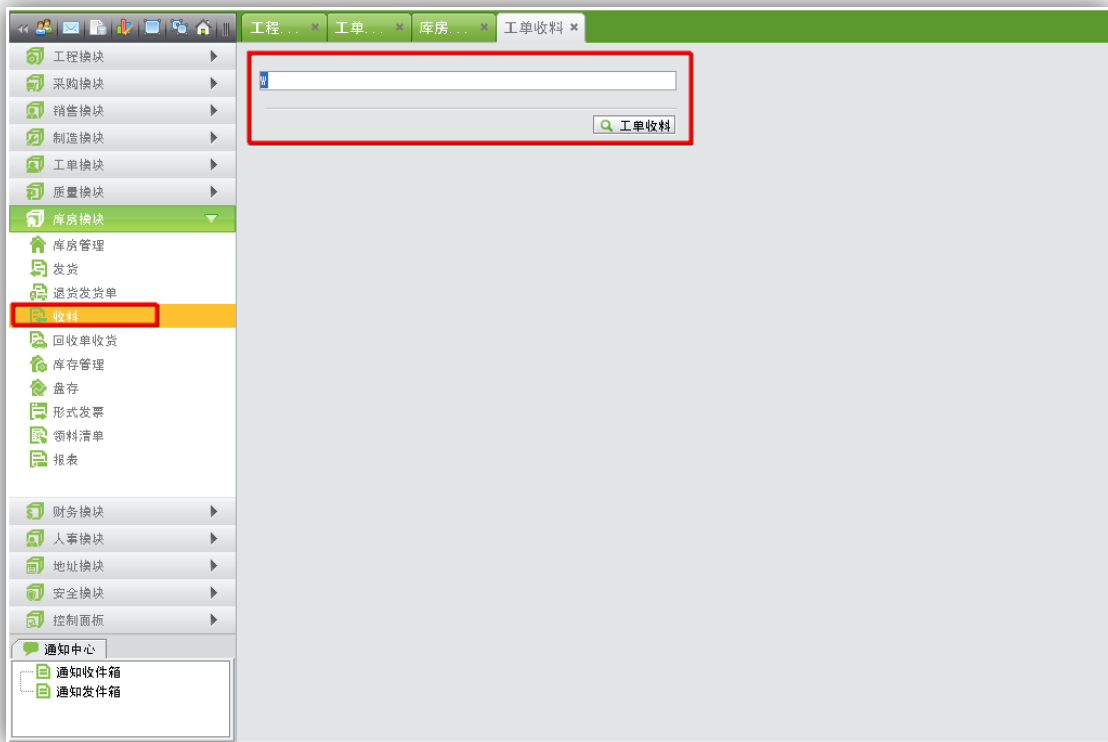 工程... × 工单... × 库房... × 工单收料 ×
工程模块
采购模块
销售模块
制造模块
工单模块
质量模块
库房模块
库房管理
发货
退货发货单
收料
回收单收货
库存管理
盘存
形式发票
领料清单
报表
财务模块
人事模块
地址模块
安全模块
控制面板
通知中心
通知收件箱
通知发件箱
w
工单收料